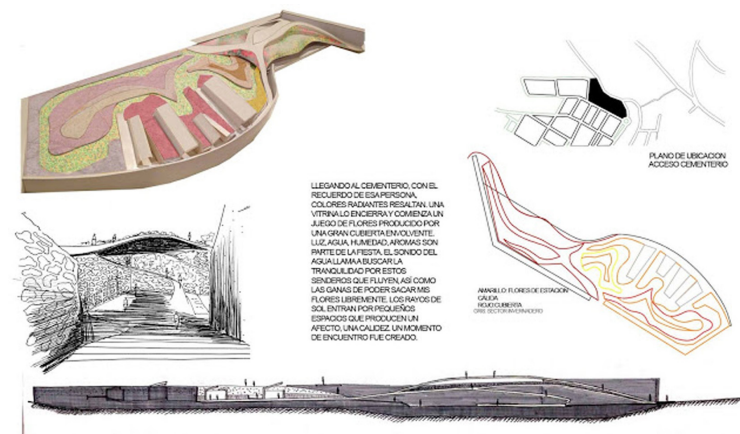 LLEGANDO AL CEMENTERIO, CON EL
RECUERDO DE ESA PERSONA,
COLORES RADIANTES RESALTAN. UNA
VITRINA LO ENCIERRA Y COMIENZA UN
JUEGO DE FLORES PRODUCIDO POR
UNA GRAN CUBIERTA ENVOLVENTE.
LUZ, AGUA, HUMEDAD, AROMAS SON
PARTE DE LA FIESTA. EL SONIDO DEL
AGUA LLAMA A BUSCAR LA
TRANQUILIDAD POR ESTOS
SENDEROS QUE FLUYEN, ASÍ COMO
LAS GANAS DE PODER SACAR MIS
FLORES LIBREMENTE. LOS RAYOS DE
SOL ENTRAN POR PEQUEÑOS
ESPACIOS QUE PRODUCEN UN
AFECTO, UNA CALIDEZ. UN MOMENTO
DE ENCUENTRO FUE CREADO.
PLANO DE UBICACION
ACCESO CEMENTERIO
AMARILLO: FLORES DE ESTACION
CALIDA
ROJO CUBIERTA
GRIS: SECTOR INVERNADERO